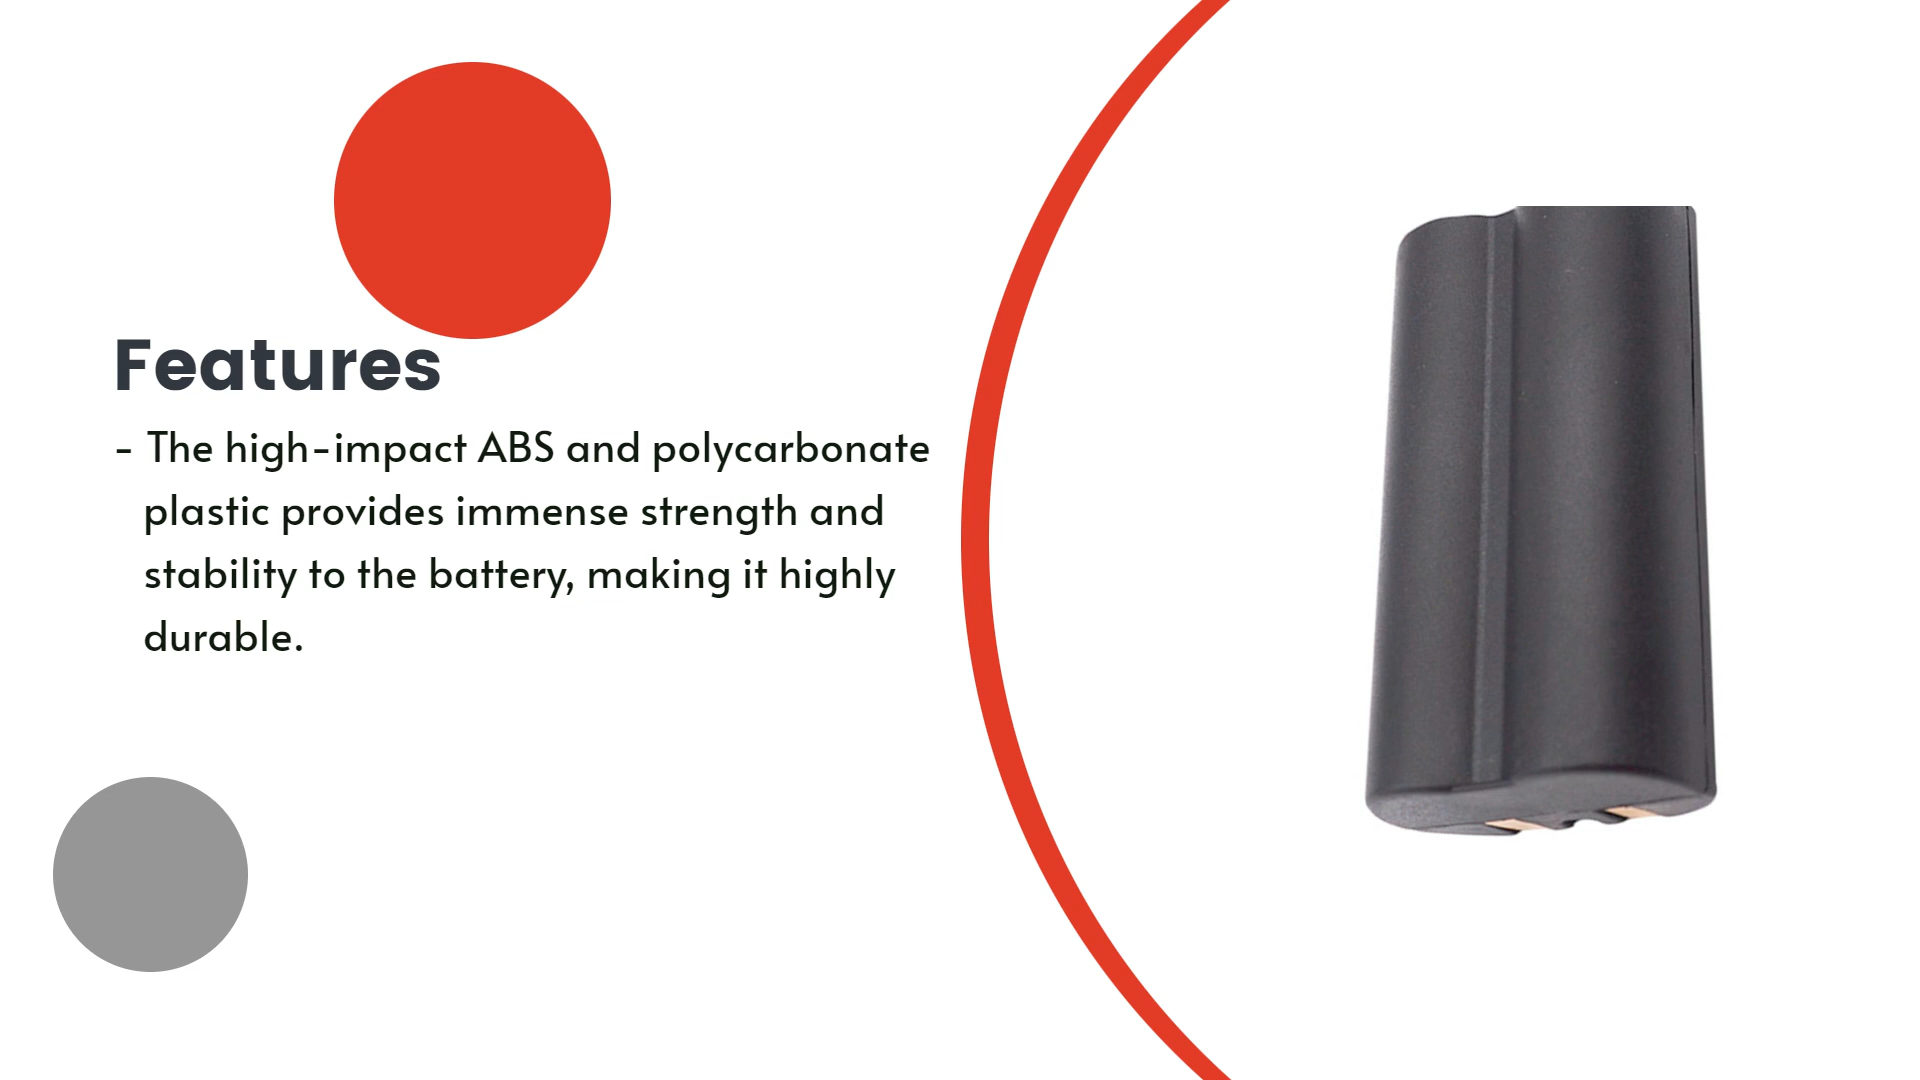 Features
- The high-impact ABS and polycarbonate
plastic provides immense strength and
stability to the battery, making it highly
durable.